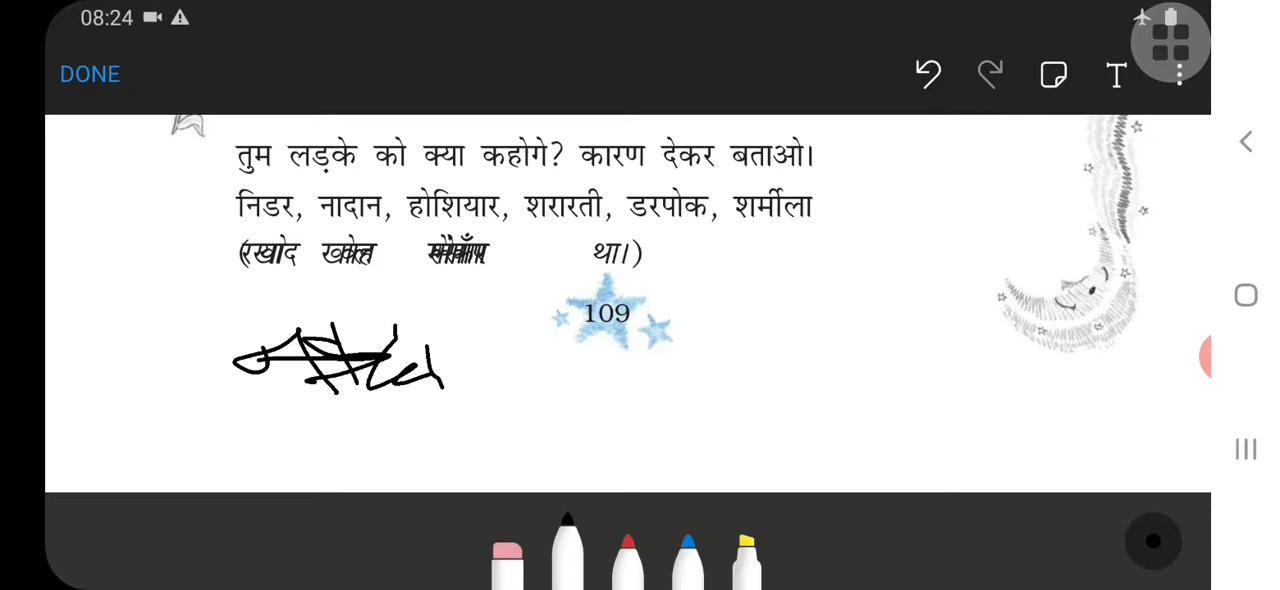 08:24
DONE
T
तुम लड़के को क्या कहोगे? कारण देकर बताओ।
निडर, नादान, होशियार, शरारती, डरपोक, शर्मीला
था।)
109